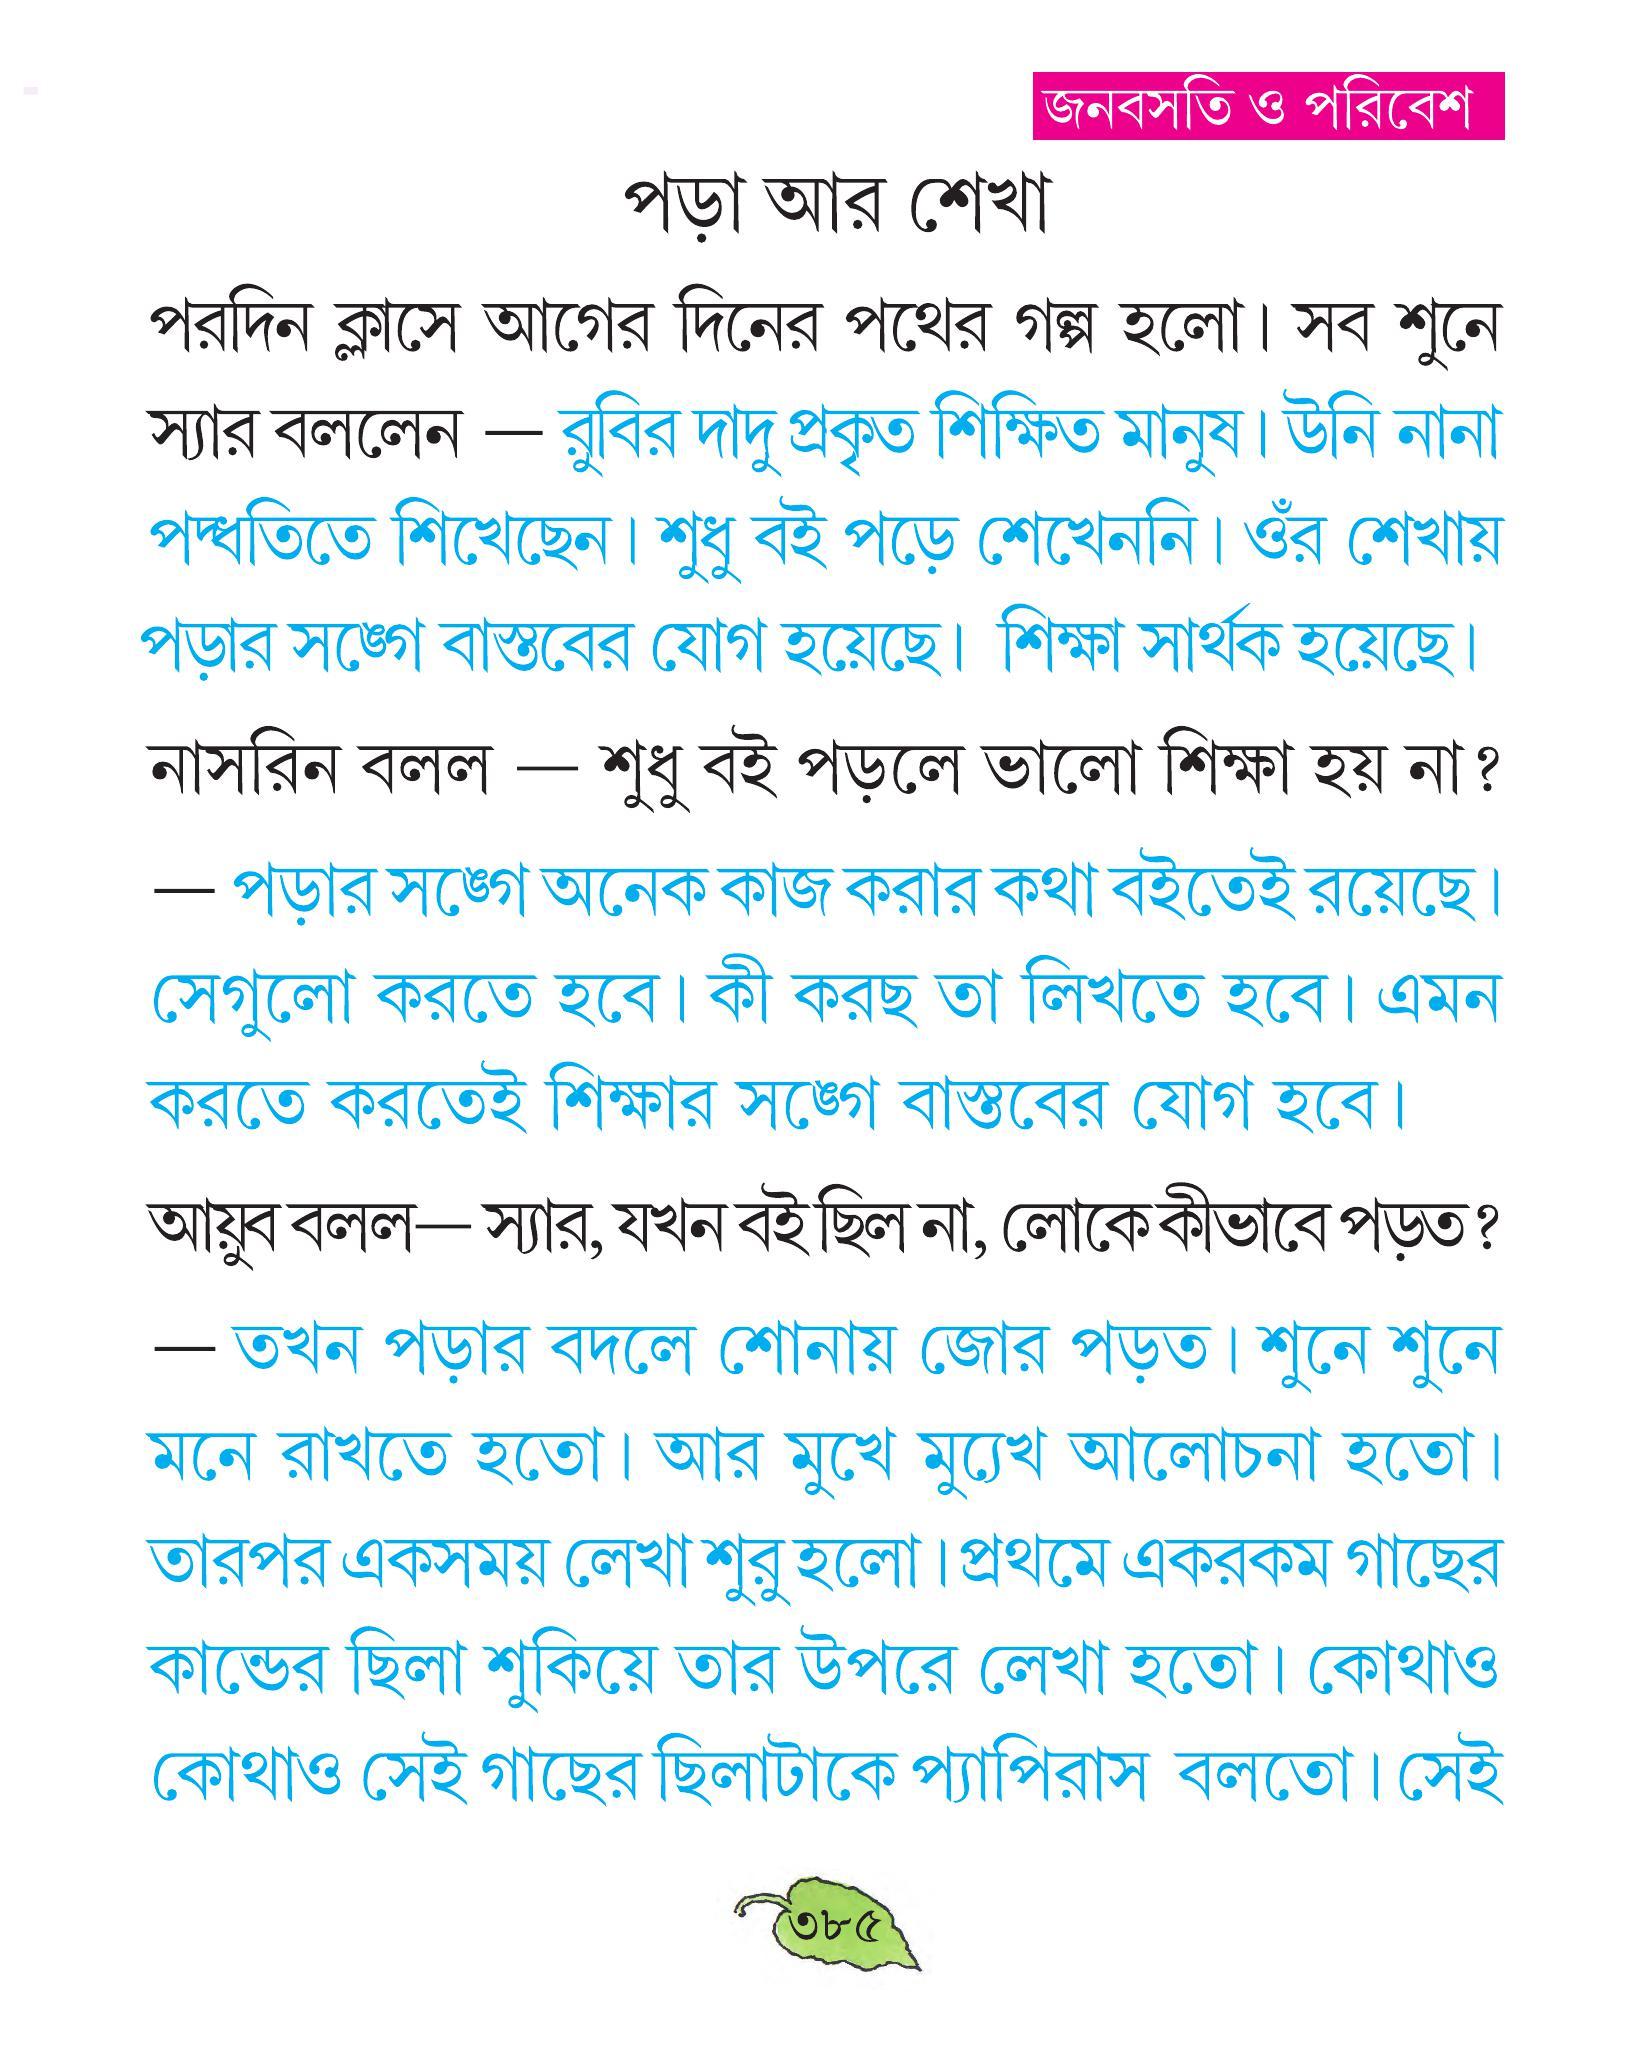 জনবসতি ও পরিবেশ
পড়া আর শেখা
পরদিন ক্লাসে আগের দিনের পথের গল্প হলো। সব শুনে
স্যার বললেন — রুবির দাদু প্রকৃত শিক্ষিত মানুষ। উনি নানা
পদ্ধতিতে শিখেছেন। শুধু বই পড়ে শেখেননি। ওঁর শেখায়
পড়ার সঙ্গে বাস্তবের যোগ হয়েছে। শিক্ষা সার্থক হয়েছে।
নাসরিন বলল — শুধু বই পড়লে ভালো শিক্ষা হয় না?
— পড়ার সঙ্গে অনেক কাজ করার কথা বইতেই রয়েছে।
সেগুলো করতে হবে। কী করছ তা লিখতে হবে। এমন
করতে করতেই শিক্ষার সঙ্গে বাস্তবের যোগ হবে।
আয়ুব বলল— স্যার, যখন বই ছিল না, লোকে কীভাবে পড়ত?
— তখন পড়ার বদলে শোনায় জোর পড়ত। শুনে শুনে
মনে রাখতে হতো। আর মুখে মুখে আলোচনা হতো।
তারপর একসময় লেখা শুরু হলো। প্রথমে একরকম গাছের
কান্ডের ছিলা শুকিয়ে তার উপরে লেখা হতো। কোথাও
কোথাও সেই গাছের ছিলাটাকে প্যাপিরাস বলতো। সেই
৩৮৫